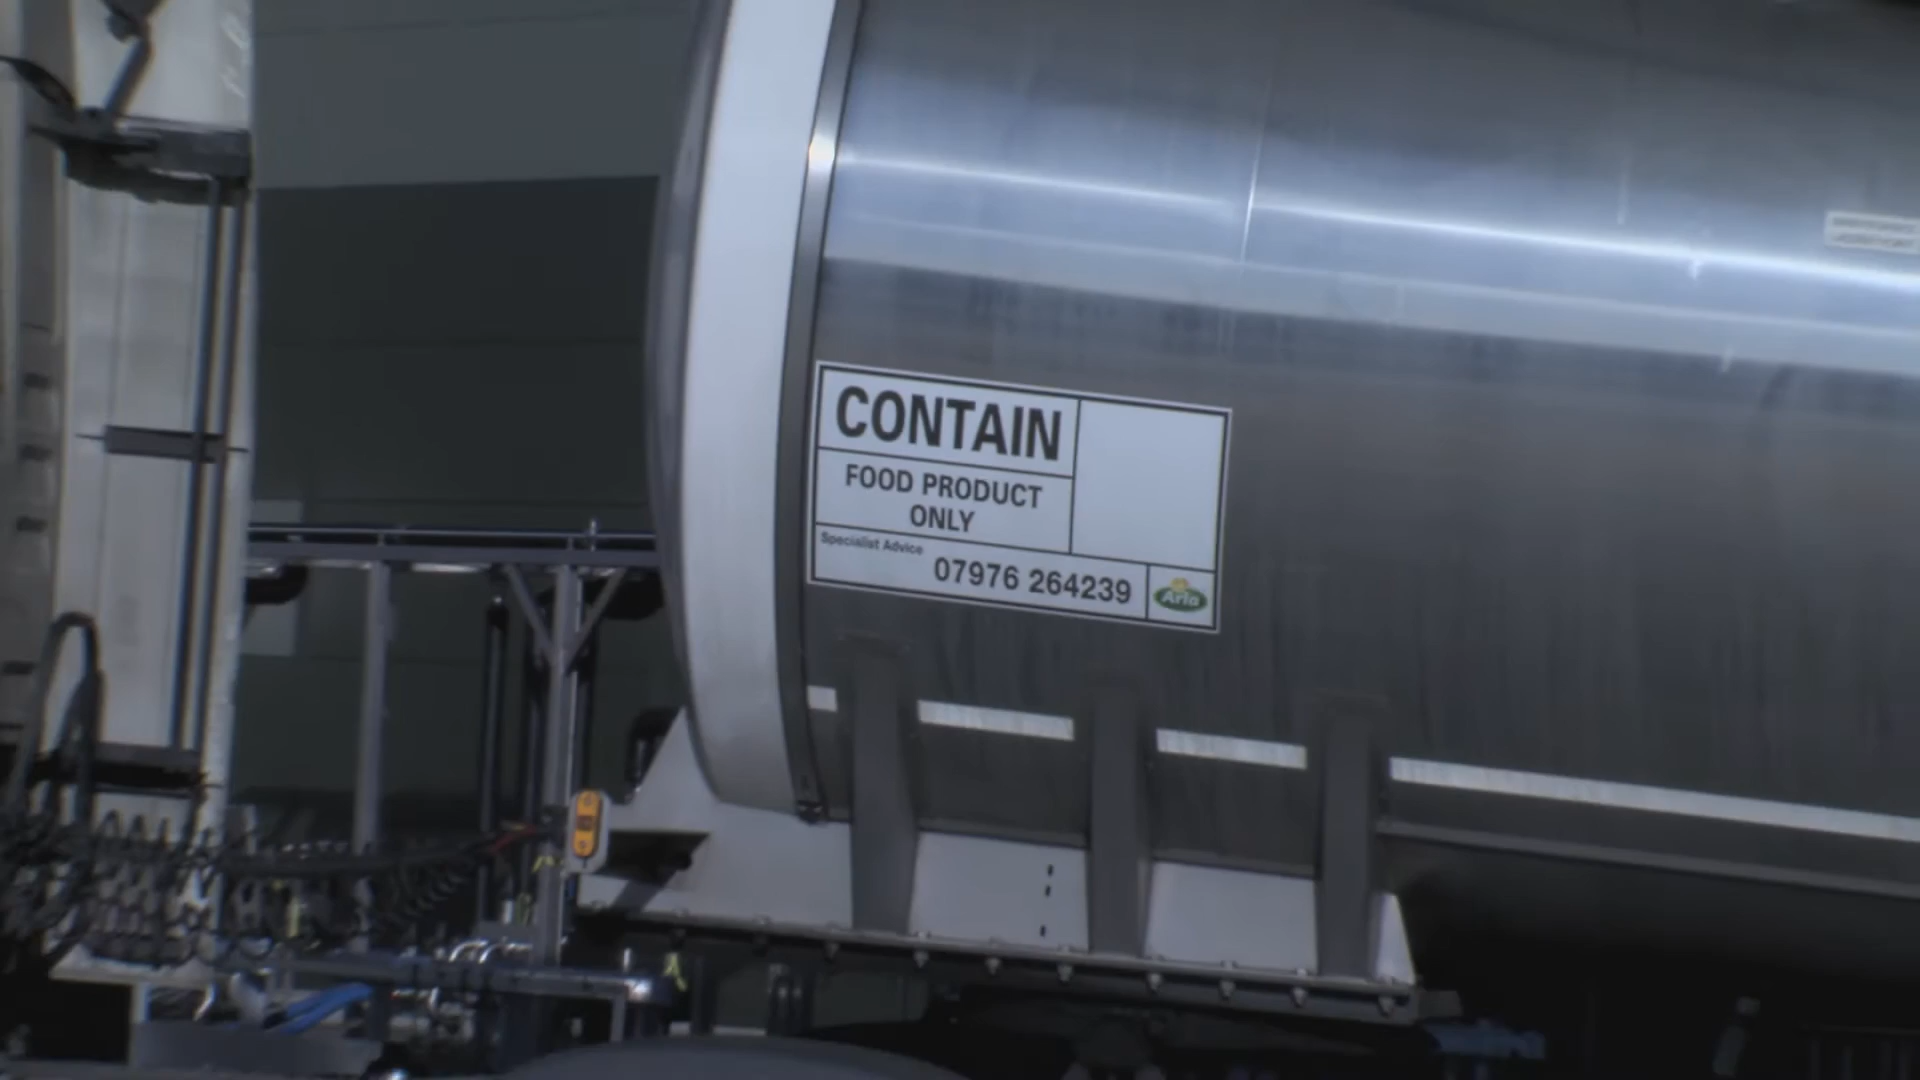 CONTAIN
FOOD PRODUCT
ONLY
Specialist Advice
07976 264239
Arla